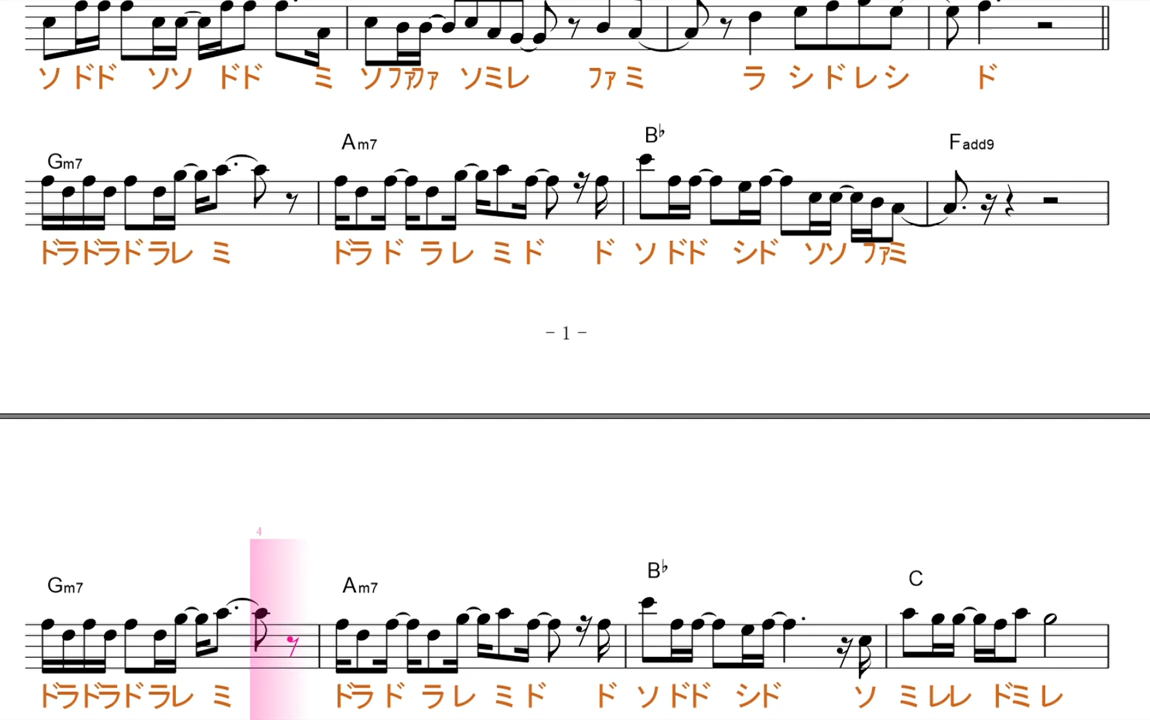 ソ ドド ソソ ドド ミ ソファファ ソミレ ファ ミ ラ シ ド レ シ ド
Gm7 Am7 B♭ Fadd9
ドラドラド ラレ ミ ドラ ド ラ レ ミ ド ド ソ ドド シド ソソ ファミ
- 1 -
4
Gm7 Am7 B♭ C
ドラドラド ラレ ミ ドラ ド ラ レ ミ ド ド ソ ドド シド ソ ミ レレ ドミ レ